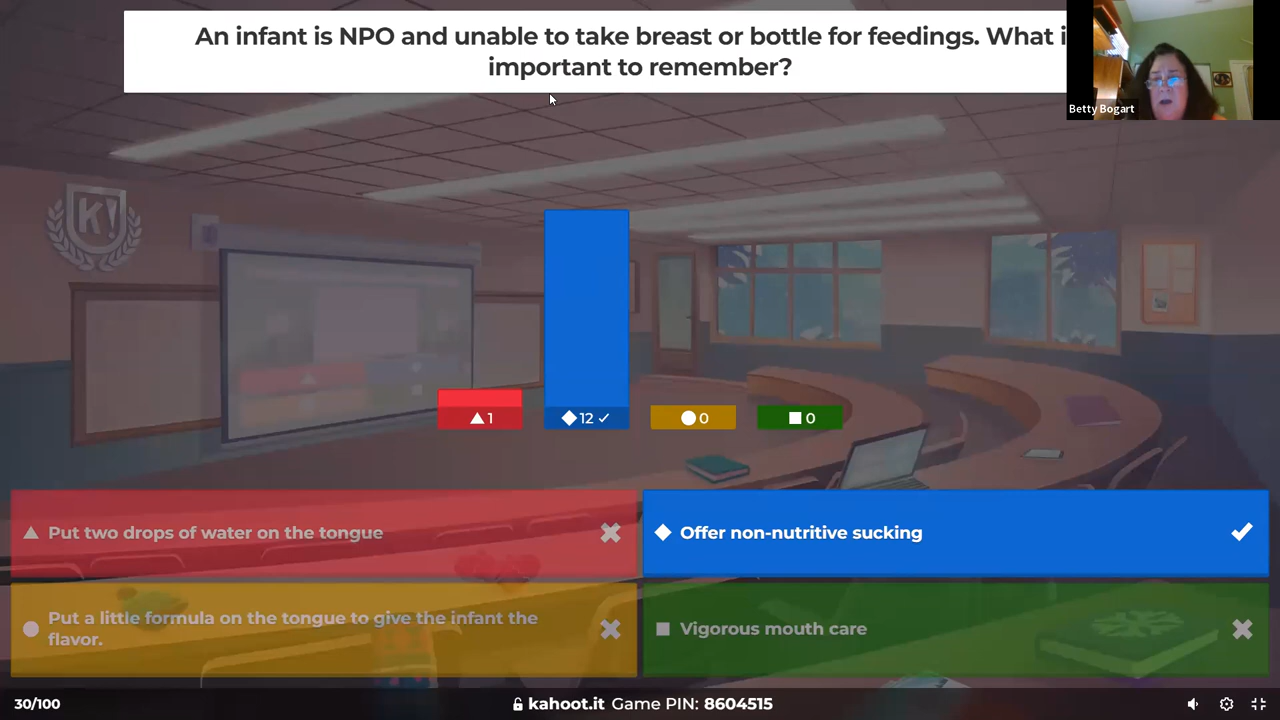 An infant is NPO and unable to take breast or bottle for feedings. What i
important to remember?
Betty Bogart
K!
1
12
0
0
Put two drops of water on the tongue
Offer non-nutritive sucking
Put a little formula on the tongue to give the infant the
flavor.
Vigorous mouth care
30/100
kahoot.it Game PIN: 8604515